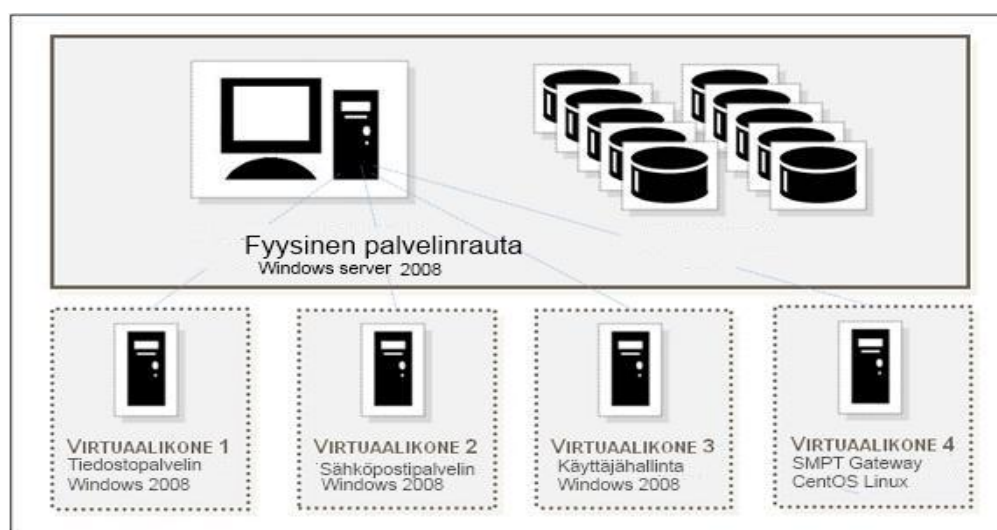 Fyysinen palvelinrauta
Windows server 2008
VIRTUAALIKONE 1
Tiedostopalvelin
Windows 2008
VIRTUAALIKONE 2
Sähköpostipalvelin
Windows 2008
VIRTUAALIKONE 3
Käyttäjähallinta
Windows 2008
VIRTUAALIKONE 4
SMPT Gateway
CentOS Linux